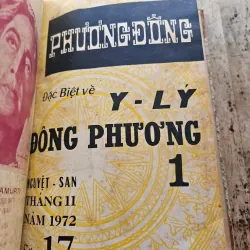 PHƯƠNG ĐÔNG
Đặc Biệt về
Y - LÝ
ĐÔNG PHƯƠNG
1
NGUYỆT - SAN
THÁNG 11
NĂM 1972
17